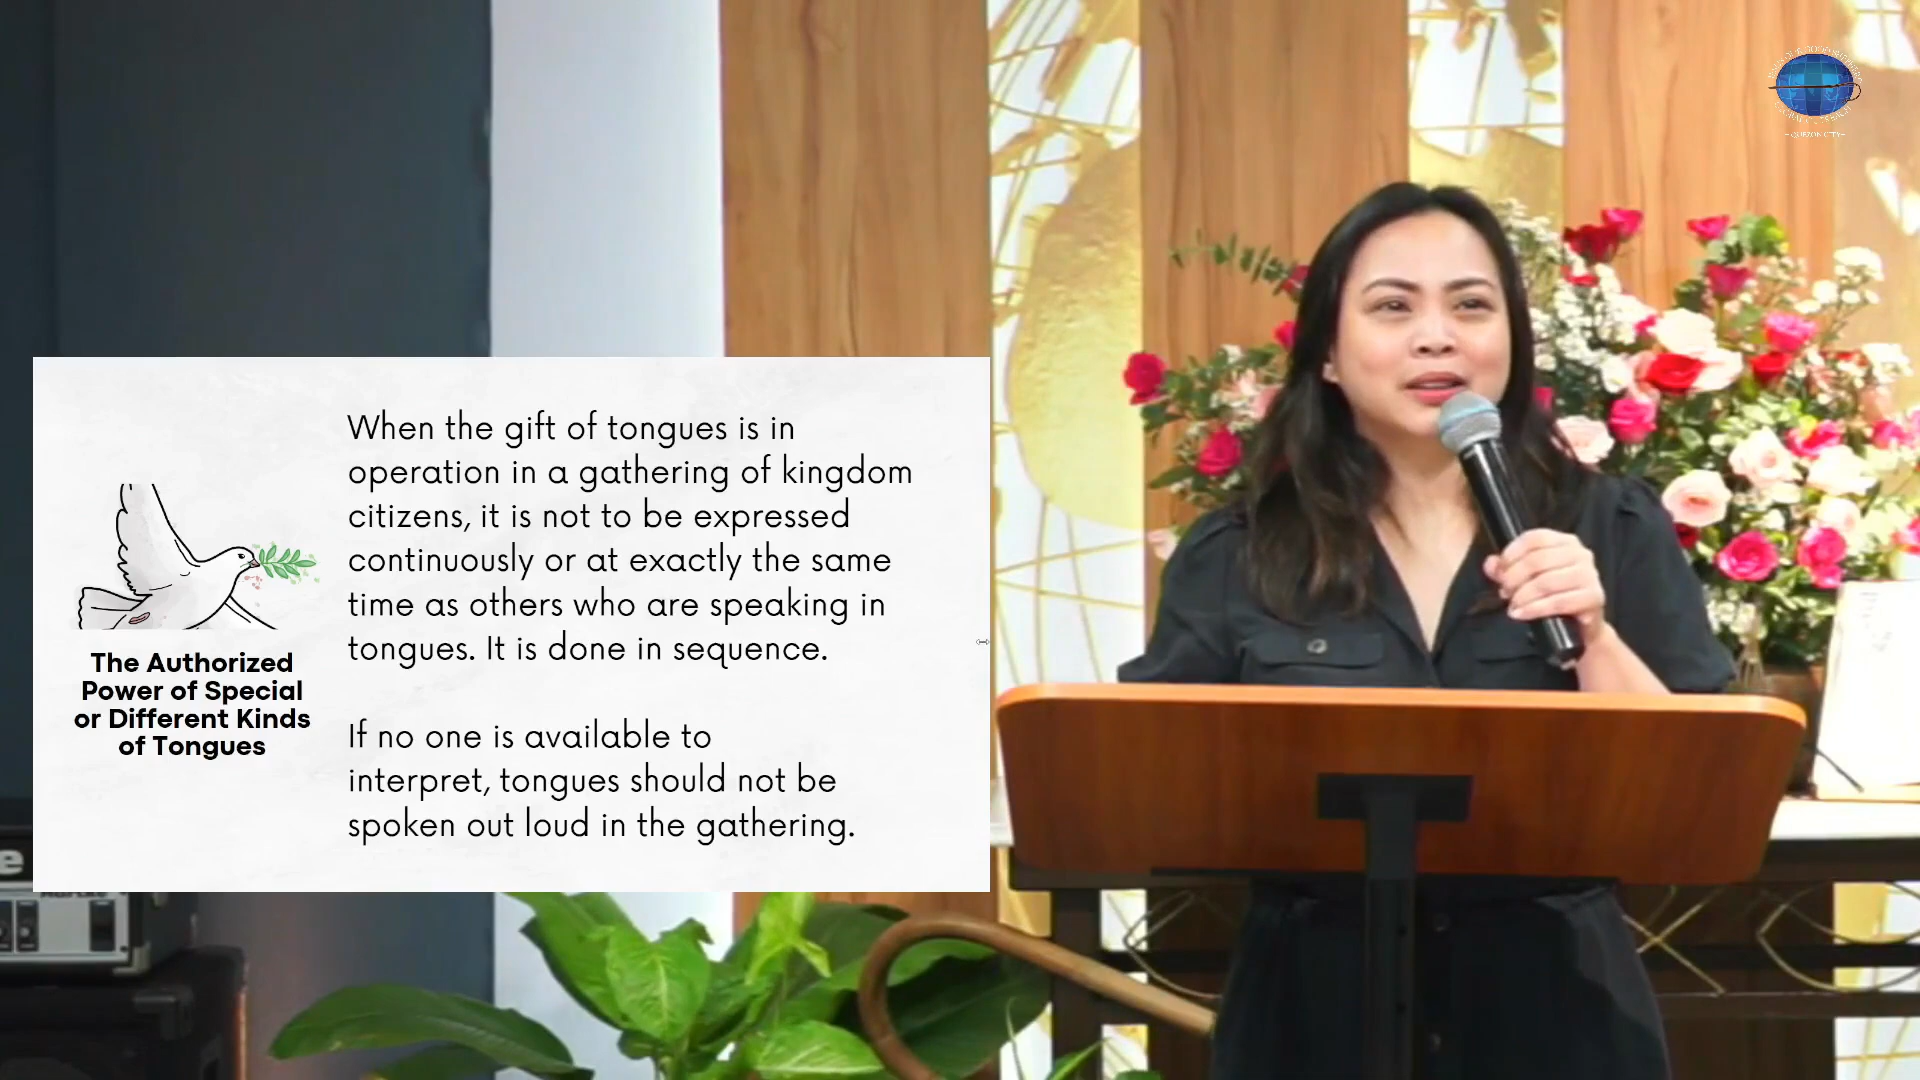 When the gift of tongues is in
operation in a gathering of kingdom
citizens, it is not to be expressed
continuously or at exactly the same
time as others who are speaking in
tongues. It is done in sequence.
If no one is available to
interpret, tongues should not be
spoken out loud in the gathering.
The Authorized
Power of Special
or Different Kinds
of Tongues
QUEZON CITY